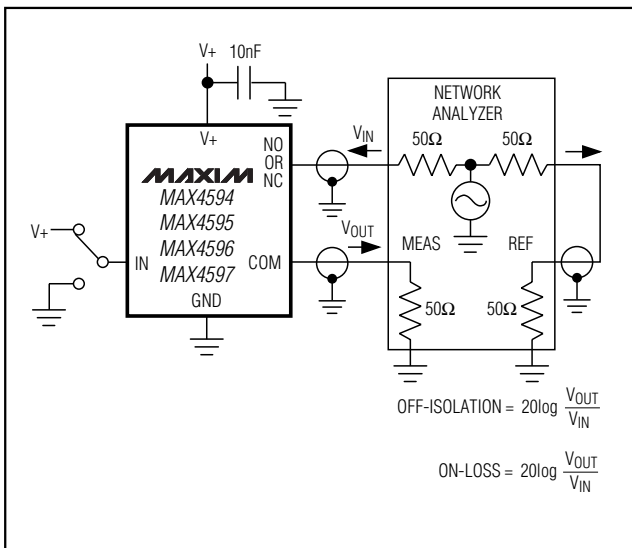 V+ 10nF
V+
NO
OR
NC
MAXIM
MAX4594
MAX4595
MAX4596
MAX4597
V+
IN
COM
GND
VIN
VOUT
NETWORK
ANALYZER
50Ω 50Ω
MEAS REF
50Ω 50Ω
OFF-ISOLATION = 20log VOUT
VIN
ON-LOSS = 20log VOUT
VIN